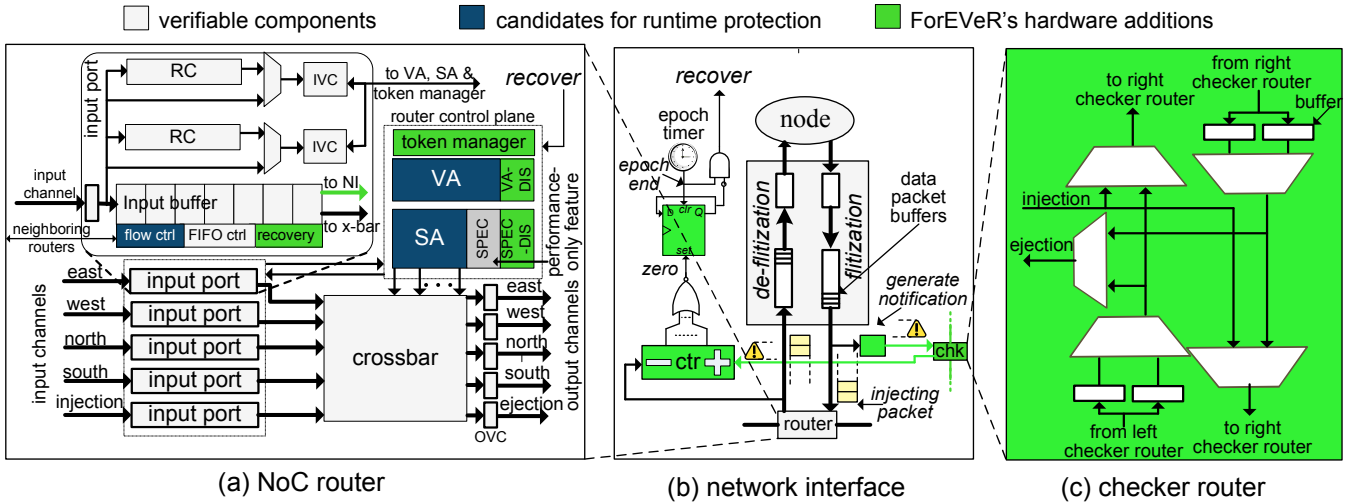 verifiable components
candidates for runtime protection
ForEVeR's hardware additions
input port
RC
IVC
RC
IVC
to VA, SA &
token manager
recover
router control plane
token manager
VA
VA-
DIS
SA
SPEC
SPEC
-DIS
performance-
only feature
input
channel
Input buffer
to NI
to x-bar
flow ctrl
FIFO ctrl
recovery
neighboring
routers
input channels
east
west
north
south
injection
input port
input port
input port
input port
input port
crossbar
east
west
north
south
ejection
OVC
output channels
(a) NoC router
recover
epoch
timer
epoch
end
D
clr
Q
set
zero
ctr
node
de-flitization
flitization
data
packet
buffers
generate
notification
chk
injecting
packet
router
(b) network interface
to right
checker router
from right
checker router
buffer
injection
ejection
from left
checker router
to right
checker router
(c) checker router